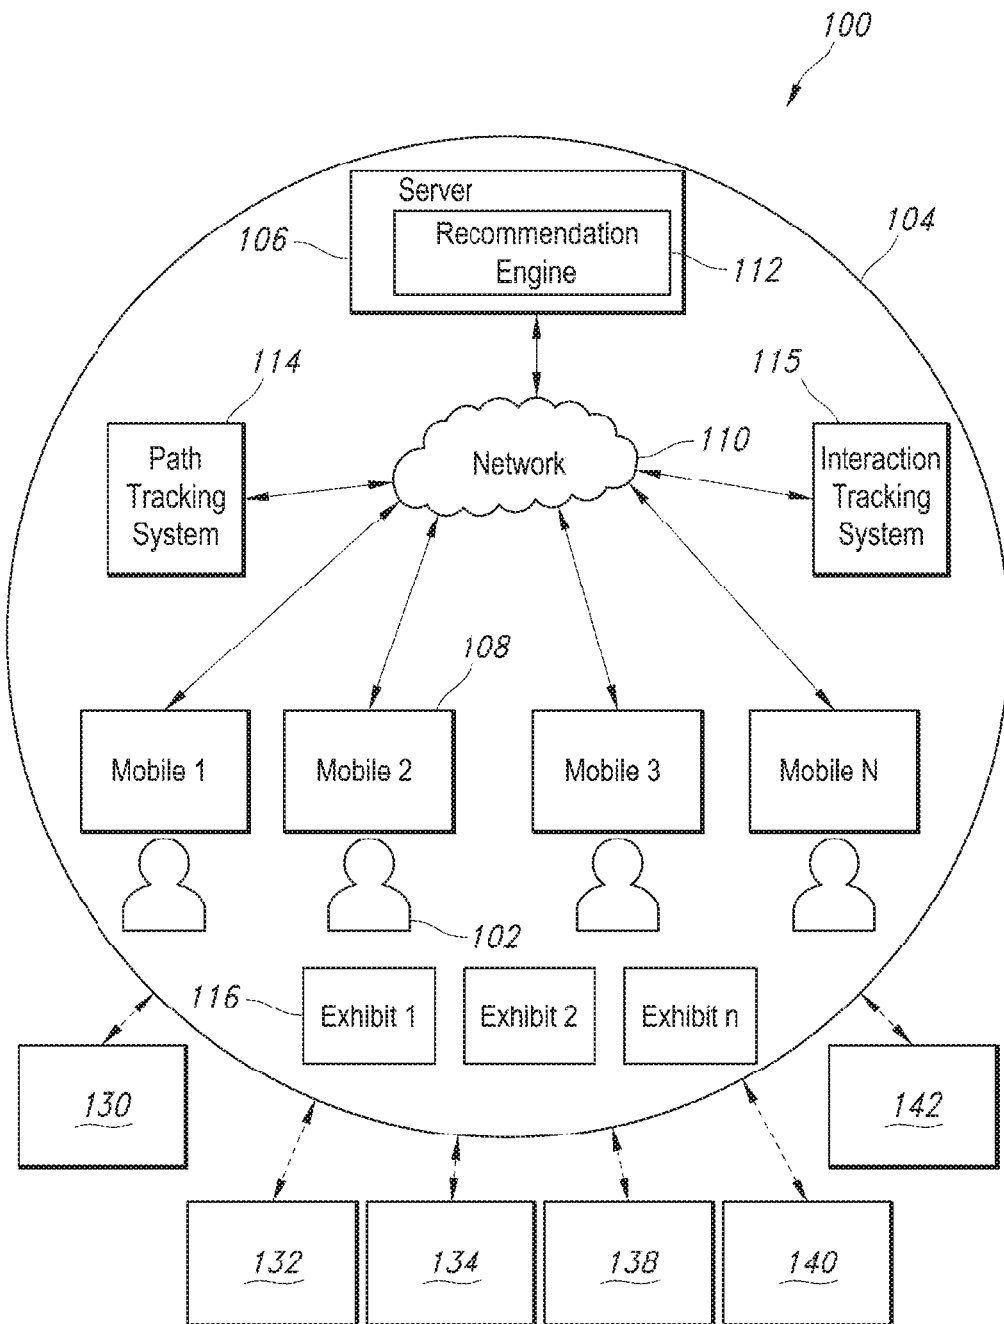 100
Server
Recommendation
Engine
106
112
104
114
115
Path
Tracking
System
Network
110
Interaction
Tracking
System
108
Mobile 1
Mobile 2
Mobile 3
Mobile N
102
116
Exhibit 1
Exhibit 2
Exhibit n
130
142
132
134
138
140